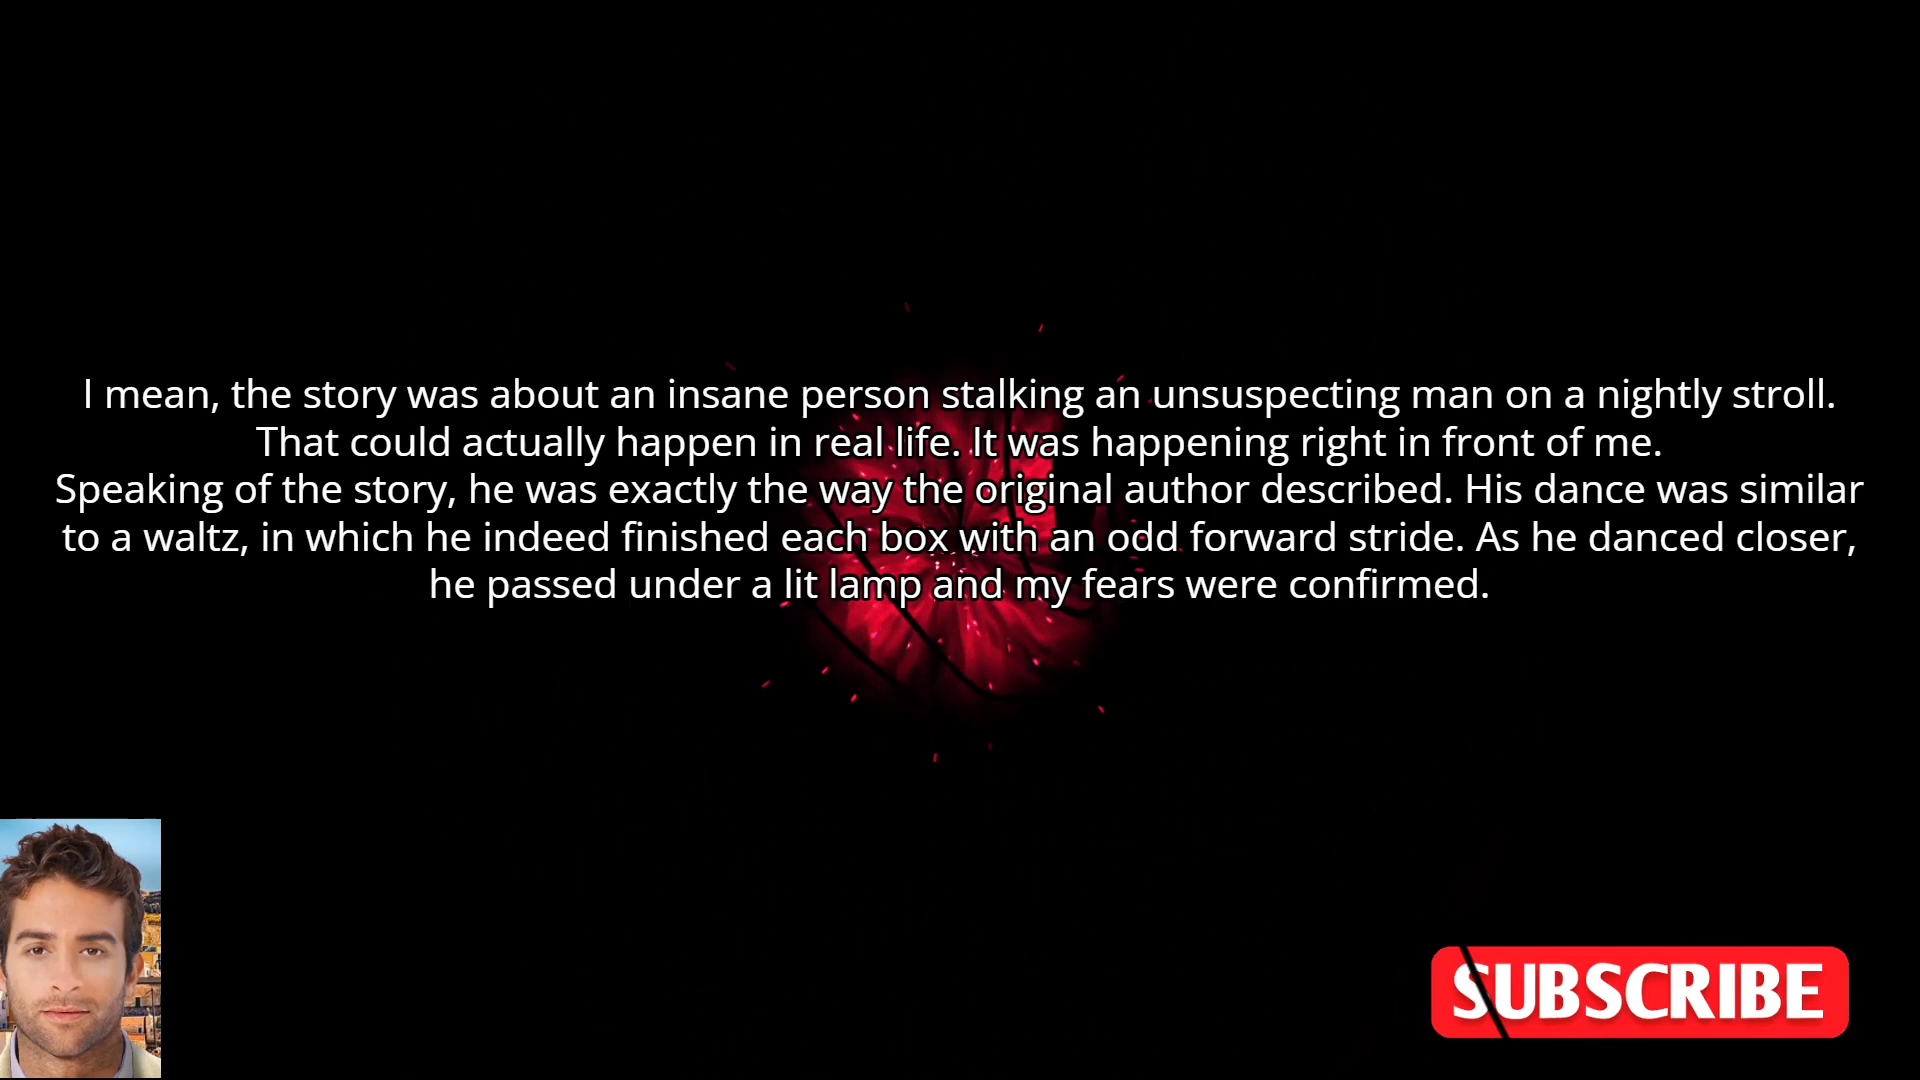 I mean, the story was about an insane person stalking an unsuspecting man on a nightly stroll.
That could actually happen in real life. It was happening right in front of me.
Speaking of the story, he was exactly the way the original author described. His dance was similar
to a waltz, in which he indeed finished each box with an odd forward stride. As he danced closer,
he passed under a lit lamp and my fears were confirmed.
SUBSCRIBE